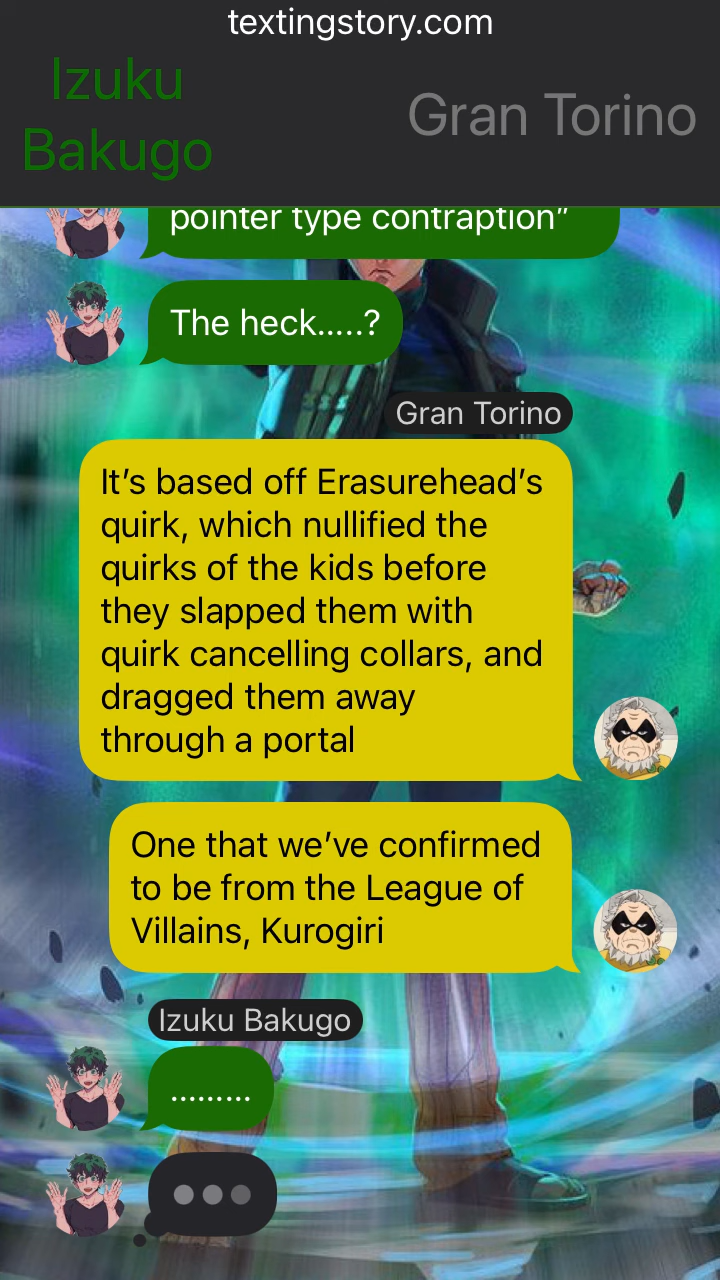 textingstory.com
Izuku
Bakugo
Gran Torino
pointer type contraption”
The heck.....?
Gran Torino
It’s based off Erasurehead’s
quirk, which nullified the
quirks of the kids before
they slapped them with
quirk cancelling collars, and
dragged them away
through a portal
One that we’ve confirmed
to be from the League of
Villains, Kurogiri
Izuku Bakugo
.........